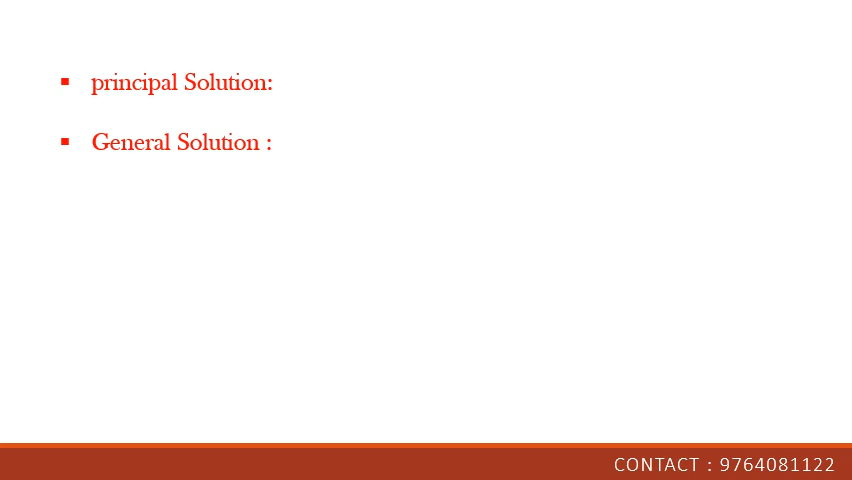 ▪ principal Solution:
▪ General Solution :
CONTACT : 9764081122